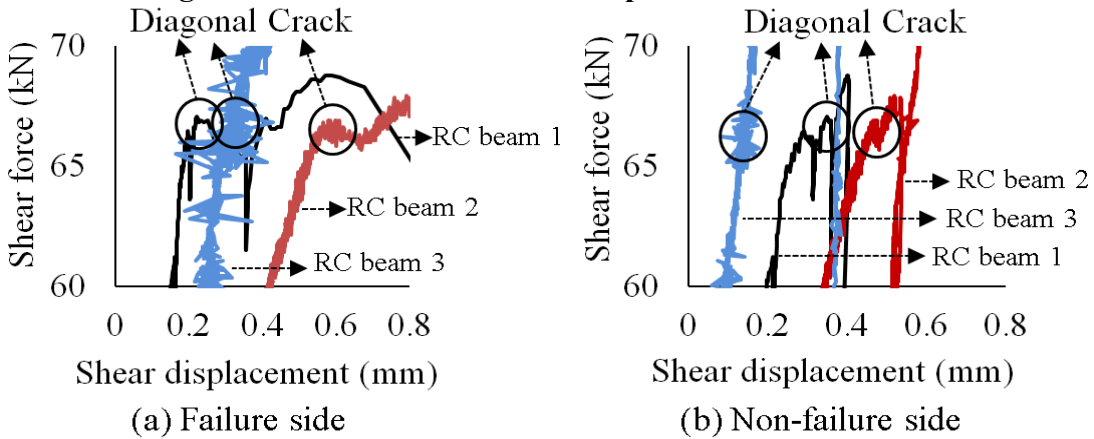 Diagonal Crack
70
65
60
Shear force (kN)
RC beam 1
RC beam 2
RC beam 3
0 0.2 0.4 0.6 0.8
Shear displacement (mm)
(a) Failure side
Diagonal Crack
70
65
60
Shear force (kN)
RC beam 2
RC beam 3
RC beam 1
0 0.2 0.4 0.6 0.8
Shear displacement (mm)
(b) Non-failure side